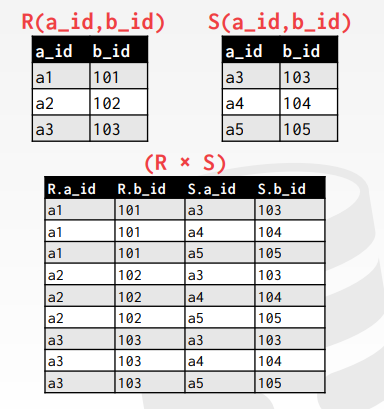 R(a_id,b_id) S(a_id,b_id)
a_id b_id a_id b_id
a1 101 a3 103
a2 102 a4 104
a3 103 a5 105
(R × S)
R.a_id R.b_id S.a_id S.b_id
a1 101 a3 103
a1 101 a4 104
a1 101 a5 105
a2 102 a3 103
a2 102 a4 104
a2 102 a5 105
a3 103 a3 103
a3 103 a4 104
a3 103 a5 105